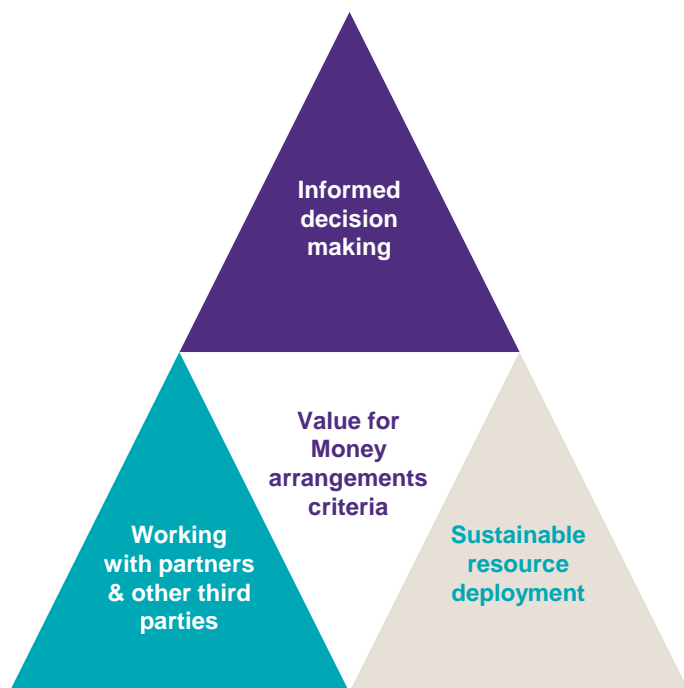 Informed
decision
making
Value for
Money
arrangements
criteria
Working
with partners
& other third
parties
Sustainable
resource
deployment